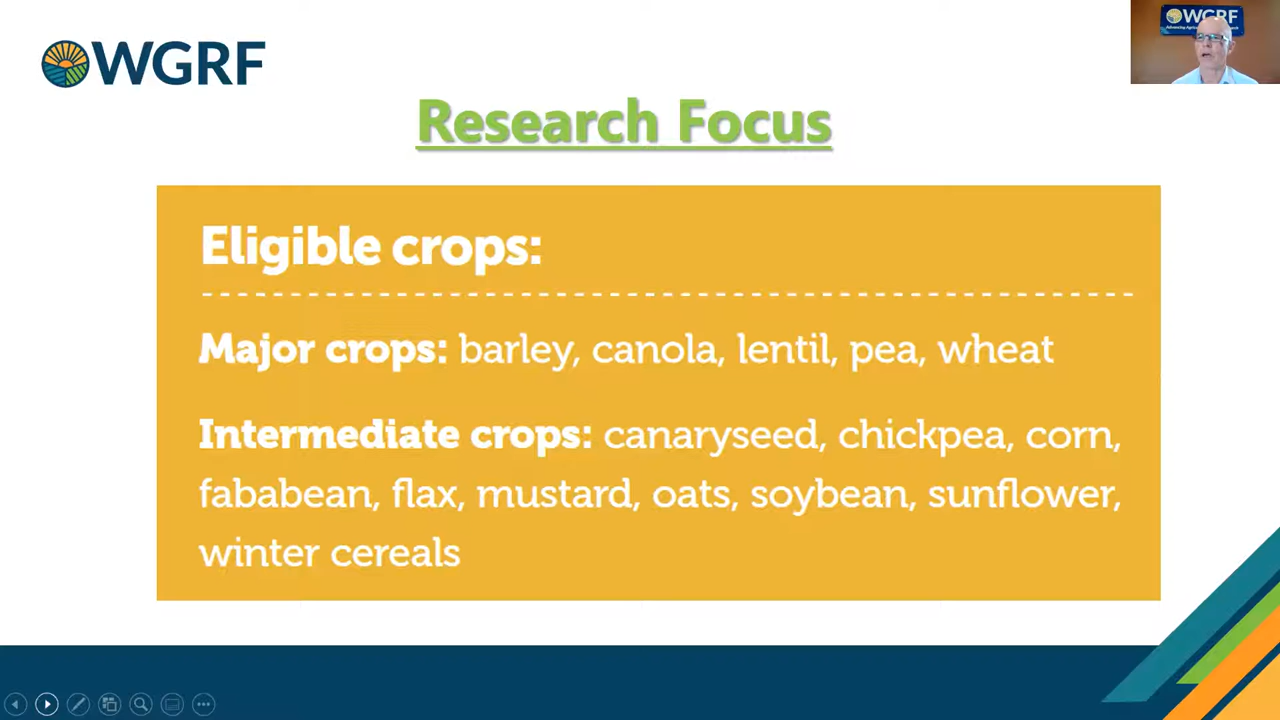 WGRF
WGRF
Research Focus
Eligible crops:
Major crops: barley, canola, lentil, pea, wheat
Intermediate crops: canaryseed, chickpea, corn,
fababean, flax, mustard, oats, soybean, sunflower,
winter cereals